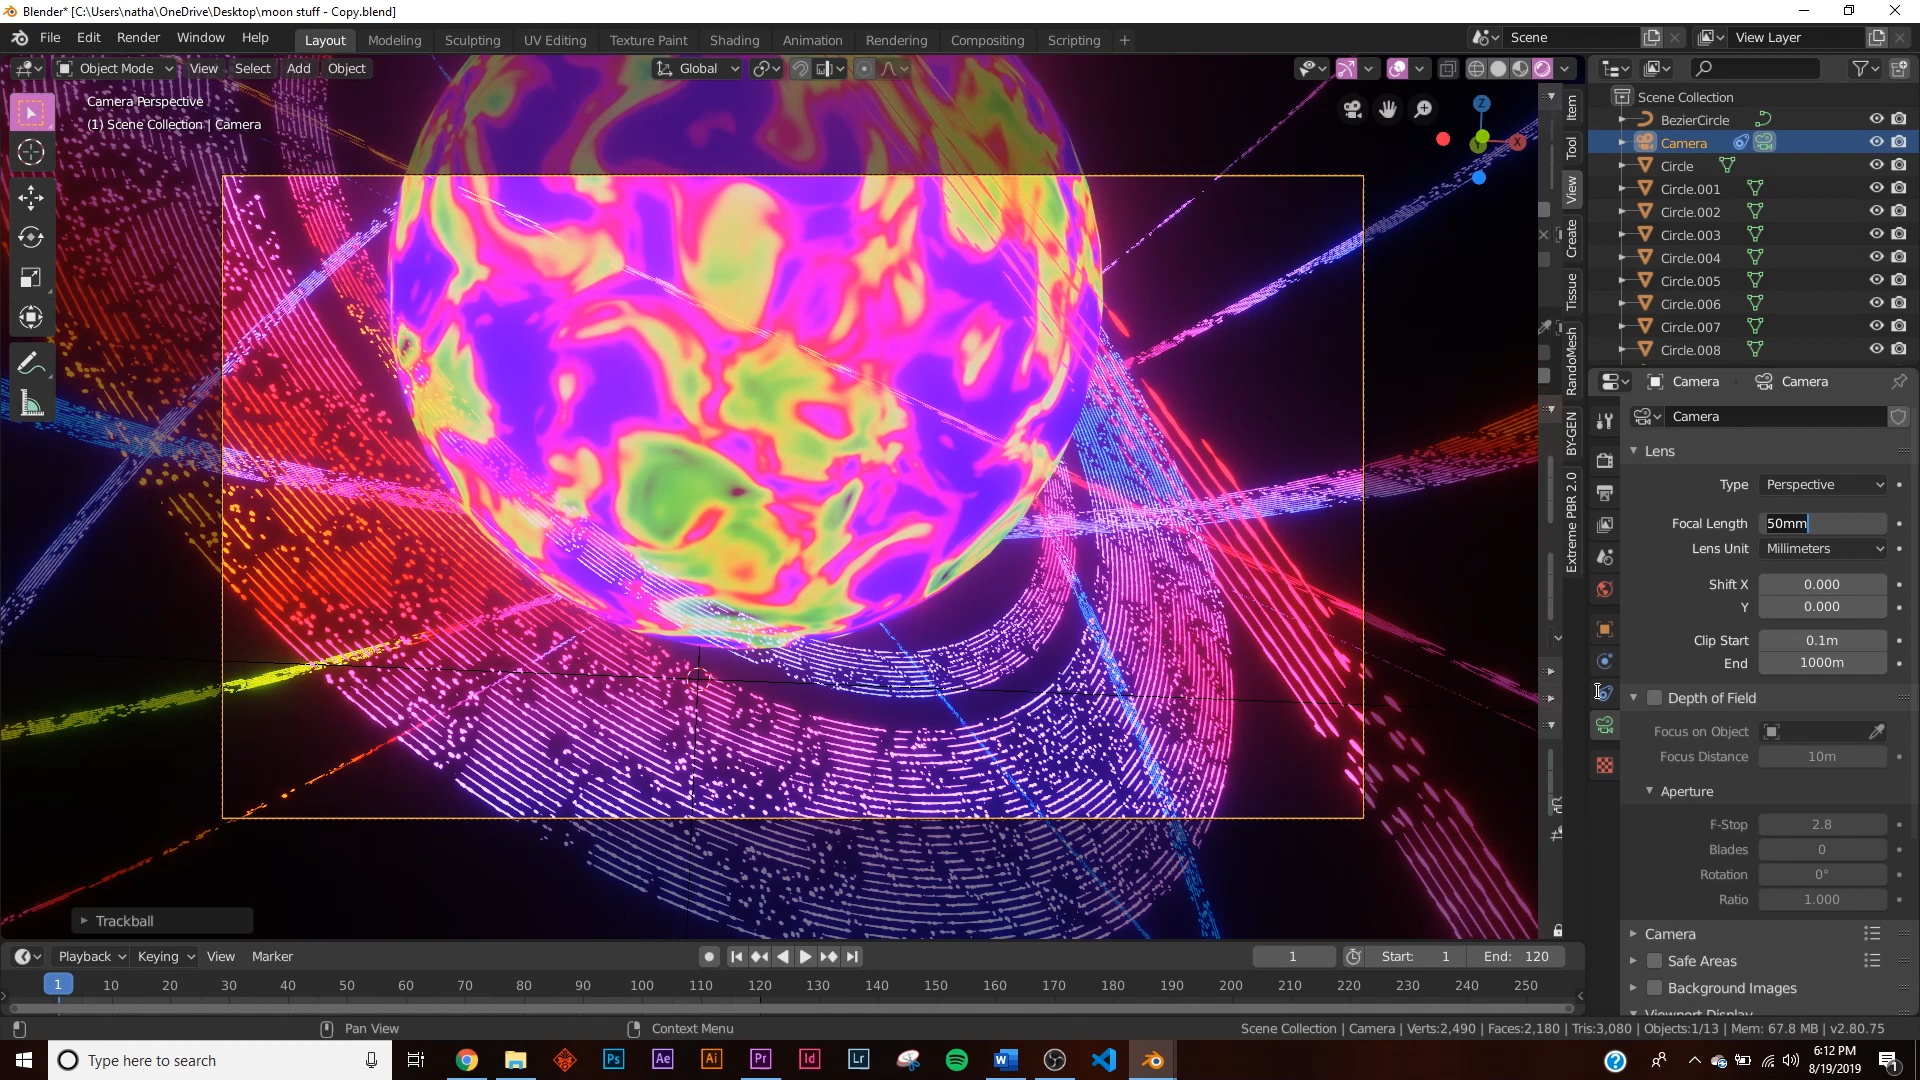 Blender* [C:\Users\natha\OneDrive\Desktop\moon stuff - Copy.blend]
File Edit Render Window Help
Layout Modeling Sculpting UV Editing Texture Paint Shading Animation Rendering Compositing Scripting
Scene
View Layer
Object Mode View Select Add Object
Global
Camera Perspective
(1) Scene Collection | Camera
Z
X
Y
Item
Tool
View
Create
Tissue
RandoMesh
BY-GEN
Extreme PBR 2.0
Scene Collection
BezierCircle
Camera
Circle
Circle.001
Circle.002
Circle.003
Circle.004
Circle.005
Circle.006
Circle.007
Circle.008
Camera Camera
Camera
Lens
Type Perspective
Focal Length 50mm
Lens Unit Millimeters
Shift X 0.000
Y 0.000
Clip Start 0.1m
End 1000m
Depth of Field
Focus on Object
Focus Distance 10m
Aperture
F-Stop 2.8
Blades 0
Rotation 0°
Ratio 1.000
Camera
Safe Areas
Background Images
Viewport Display
Trackball
Playback Keying View Marker
1
Start: 1
End: 120
1 10 20 30 40 50 60 70 80 90 100 110 120 130 140 150 160 170 180 190 200 210 220 230 240 250
Pan View
Context Menu
Scene Collection | Camera | Verts:2,490 | Faces:2,180 | Tris:3,080 | Objects:1/13 | Mem: 67.8 MB | v2.80.75
Type here to search
Ps
Ae
Ai
Pr
Id
Lr
W
?
6:12 PM
8/19/2019
1